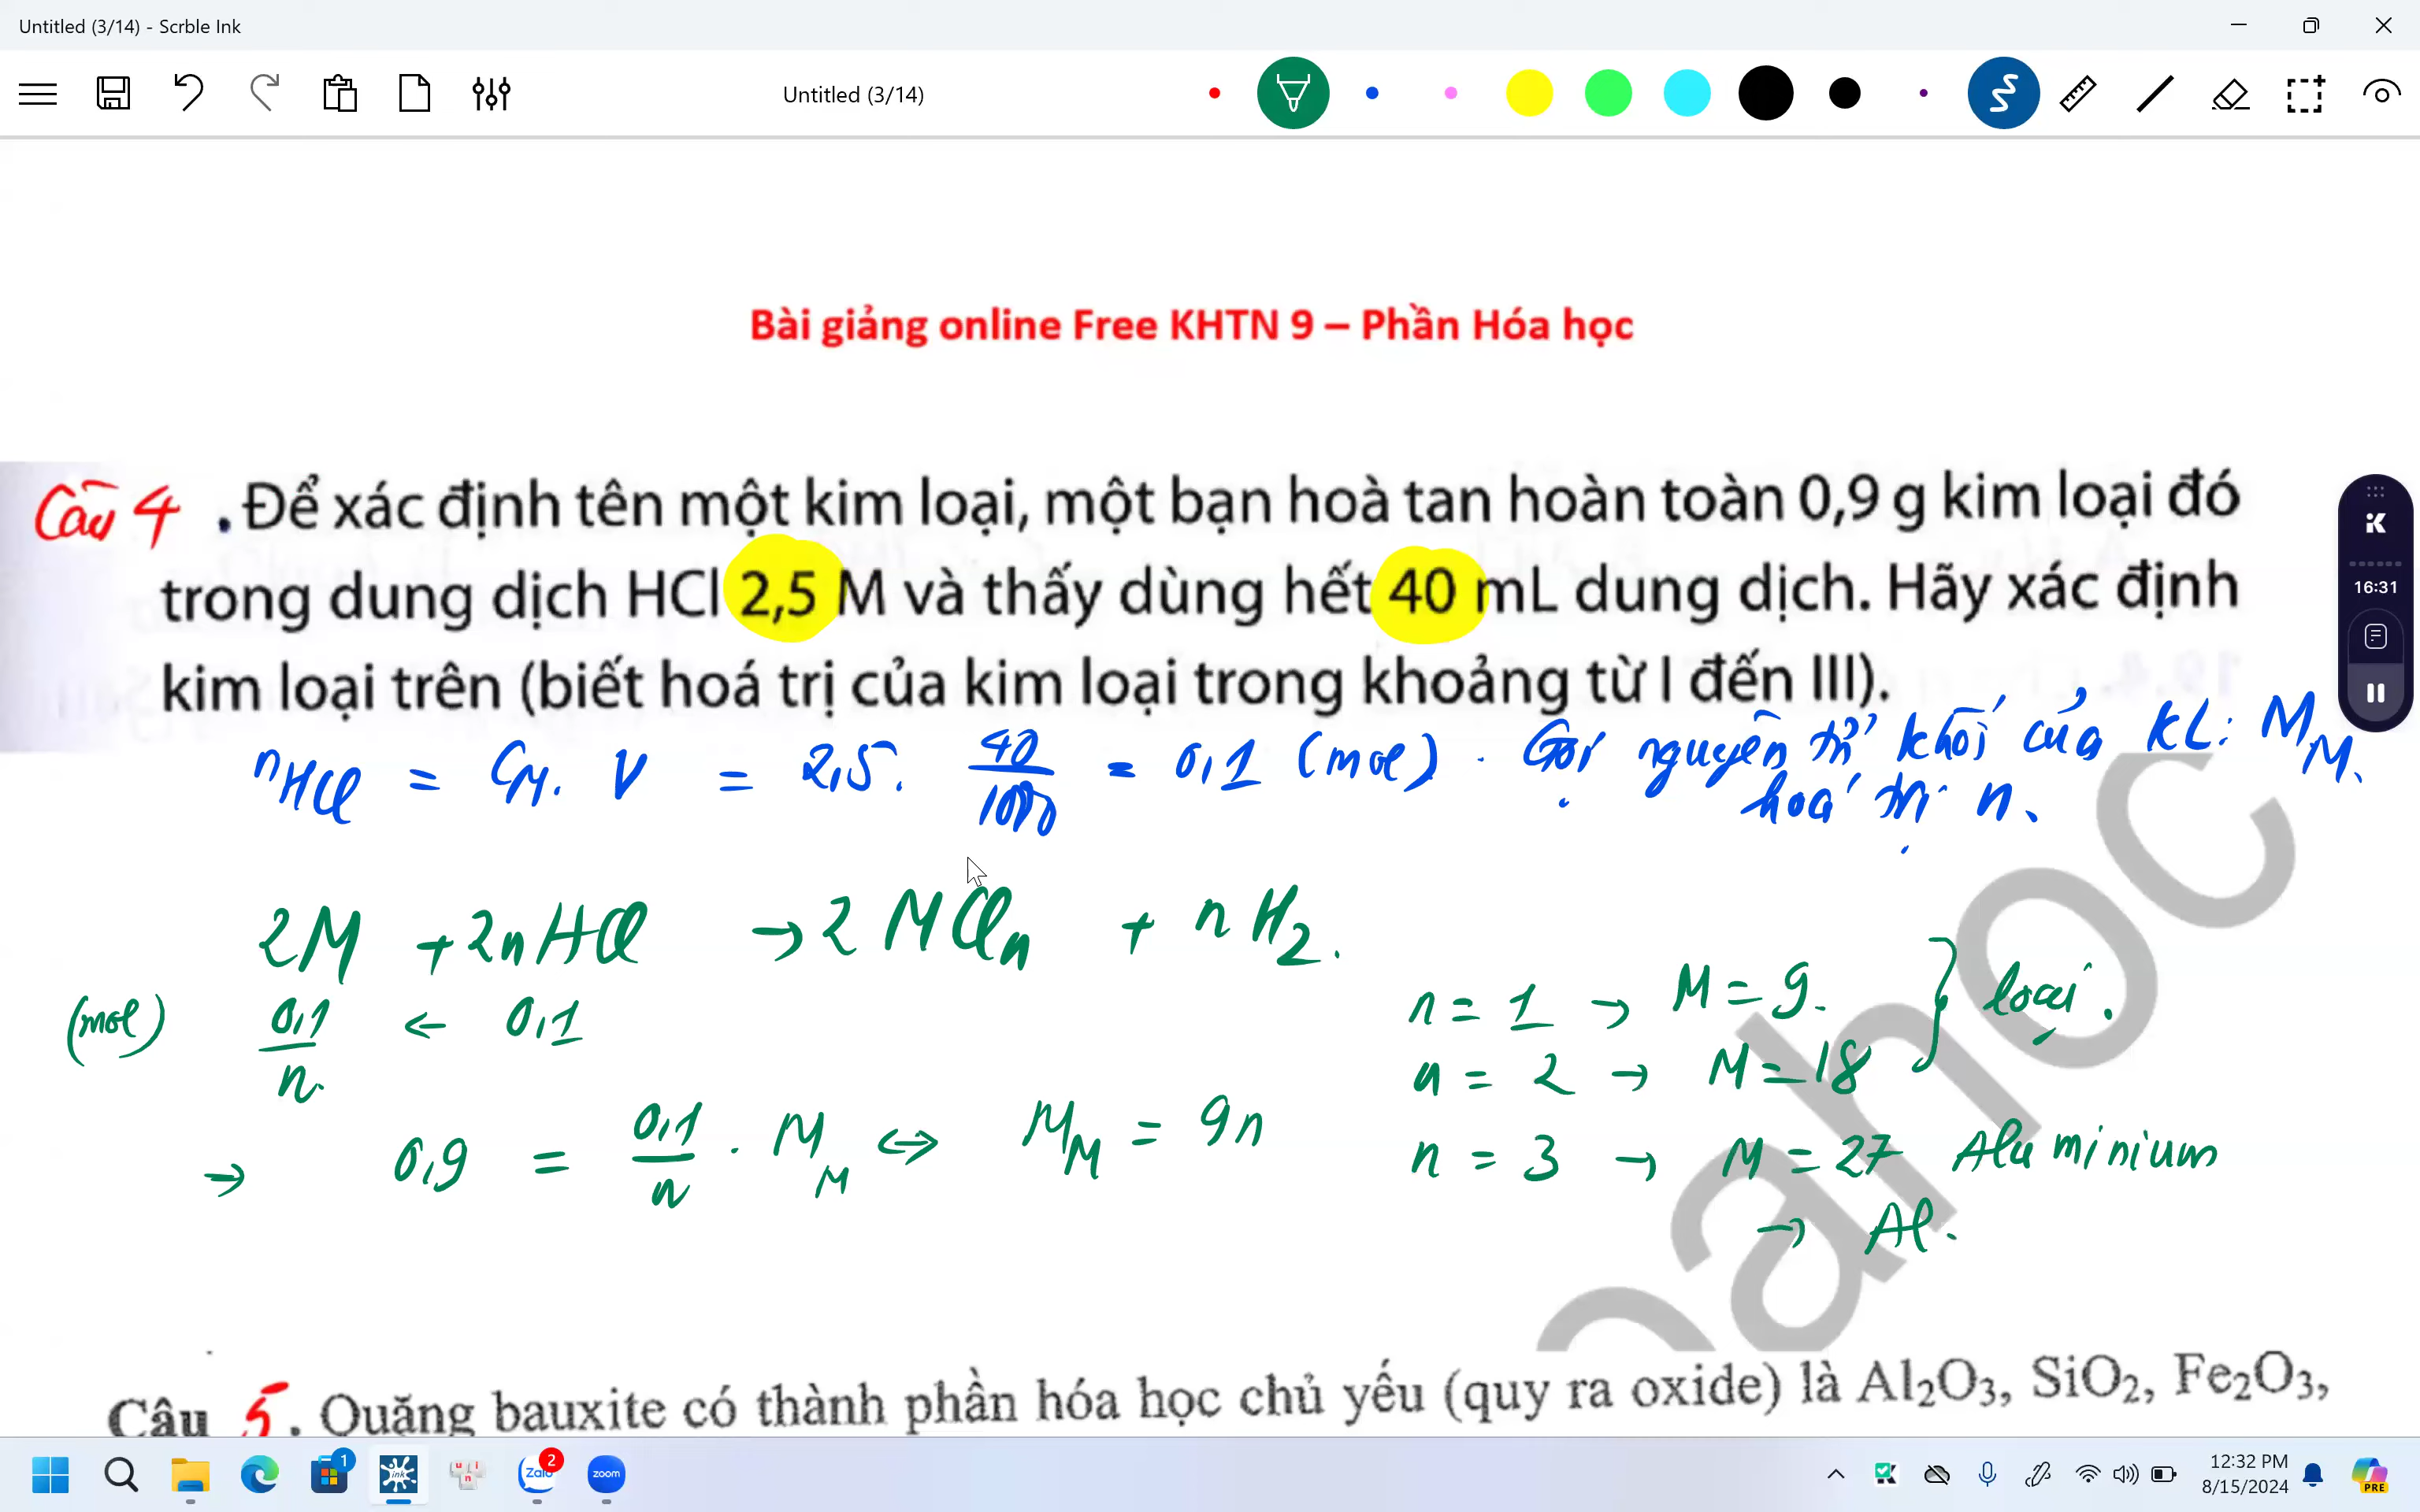 Untitled (3/14) - Scrble Ink
Untitled (3/14)
Bài giảng online Free KHTN 9 – Phần Hóa học
Câu 4 . Để xác định tên một kim loại, một bạn hoà tan hoàn toàn 0,9 g kim loại đó
trong dung dịch HCl 2,5 M và thấy dùng hết 40 mL dung dịch. Hãy xác định
kim loại trên (biết hoá trị của kim loại trong khoảng từ I đến III).
16:31
nHCl = CM. V = 2,5. 40/1000 = 0,1 (mol). Gọi nguyên tử khối của KL: MM.
hoá trị n.
2M + 2nHCl → 2MCln + nH2.
(mol) 0,1/n ← 0,1
n = 1 → M = 9.
n = 2 → M = 18
} loại.
→ 0,9 = 0,1/n . MM ⇔ MM = 9n
n = 3 → M = 27 Aluminium
→ Al.
ahoc
Câu 5. Quặng bauxite có thành phần hóa học chủ yếu (quy ra oxide) là Al2O3, SiO2, Fe2O3,
1
ink
u n i
Zalo
2
zoom
12:32 PM
8/15/2024
PRE